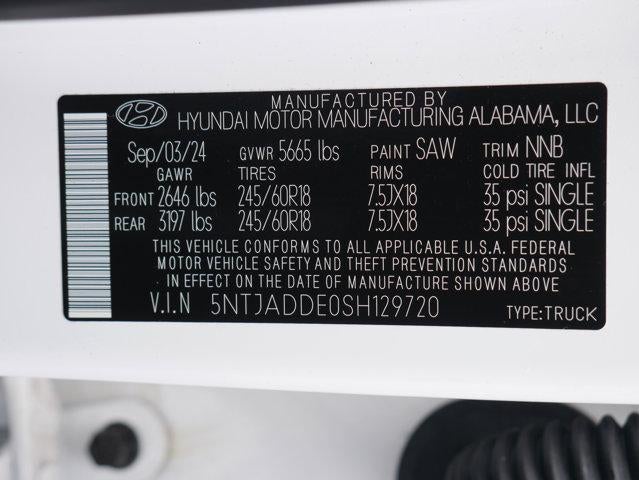 MANUFACTURED BY
HYUNDAI MOTOR MANUFACTURING ALABAMA, LLC
Sep/03/24 GVWR 5665 lbs PAINT SAW TRIM NNB
GAWR TIRES RIMS COLD TIRE INFL
FRONT 2646 lbs 245/60R18 7.5JX18 35 psi SINGLE
REAR 3197 lbs 245/60R18 7.5JX18 35 psi SINGLE
THIS VEHICLE CONFORMS TO ALL APPLICABLE U.S.A. FEDERAL
MOTOR VEHICLE SAFETY AND THEFT PREVENTION STANDARDS
IN EFFECT ON THE DATE OF MANUFACTURE SHOWN ABOVE
V.I.N 5NTJADDE0SH129720 TYPE:TRUCK